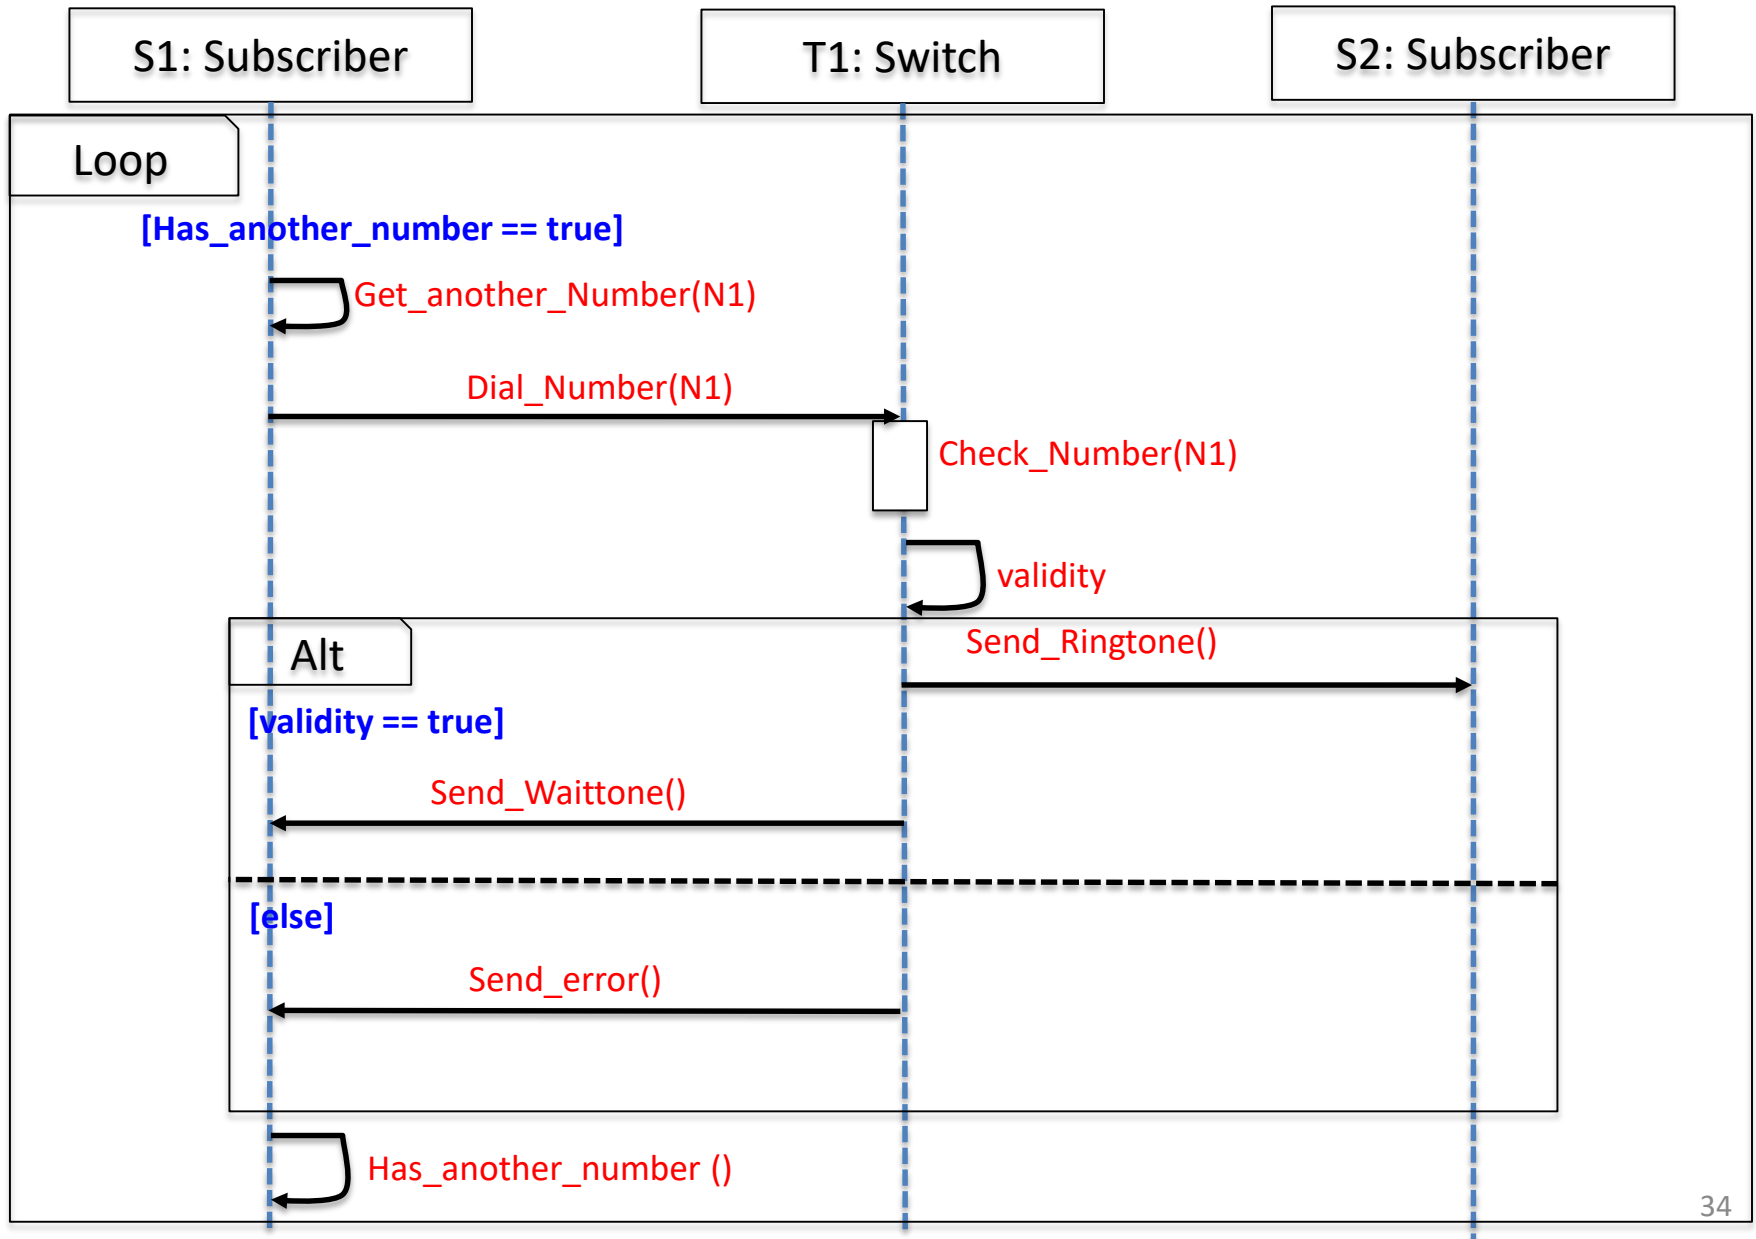 S1: Subscriber
T1: Switch
S2: Subscriber
Loop
[Has_another_number == true]
Get_another_Number(N1)
Dial_Number(N1)
Check_Number(N1)
validity
Alt
Send_Ringtone()
[validity == true]
Send_Waittone()
[else]
Send_error()
Has_another_number ()
34